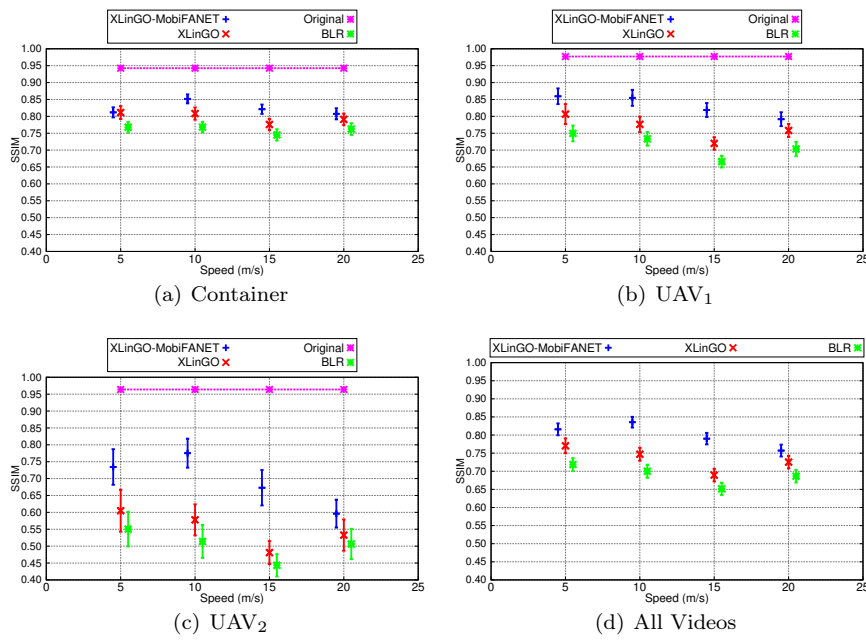 XLinGO-MobiFANET Original
XLinGO BLR
1.00
0.95
0.90
0.85
0.80
0.75
0.70
0.65
0.60
0.55
0.50
0.45
0.40
SSIM
0 5 10 15 20 25
Speed (m/s)
(a) Container
XLinGO-MobiFANET Original
XLinGO BLR
1.00
0.95
0.90
0.85
0.80
0.75
0.70
0.65
0.60
0.55
0.50
0.45
0.40
SSIM
0 5 10 15 20 25
Speed (m/s)
(b) UAV₁
XLinGO-MobiFANET Original
XLinGO BLR
1.00
0.95
0.90
0.85
0.80
0.75
0.70
0.65
0.60
0.55
0.50
0.45
0.40
SSIM
0 5 10 15 20 25
Speed (m/s)
(c) UAV₂
XLinGO-MobiFANET XLinGO BLR
1.00
0.95
0.90
0.85
0.80
0.75
0.70
0.65
0.60
0.55
0.50
0.45
0.40
SSIM
0 5 10 15 20 25
Speed (m/s)
(d) All Videos